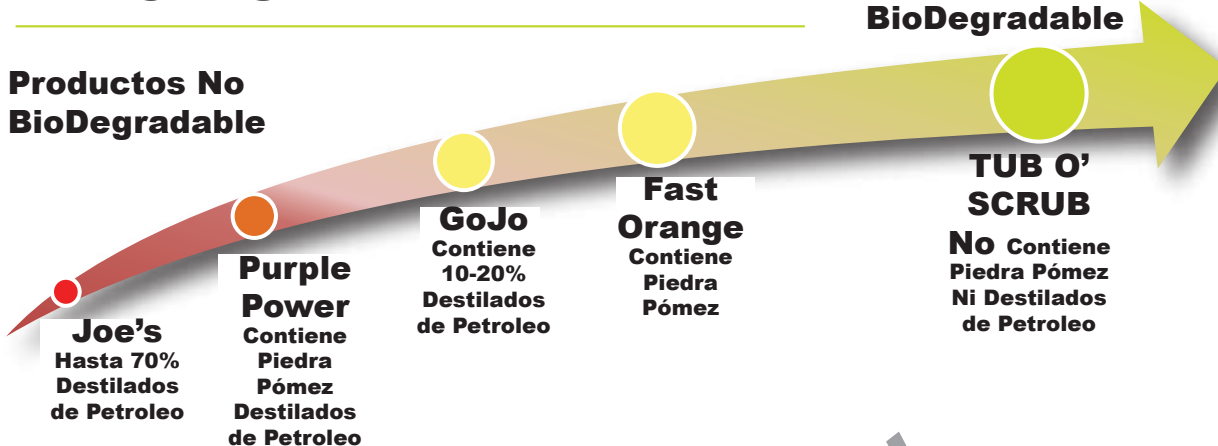 BioDegradable
Productos No
BioDegradable
Joe's
Hasta 70%
Destilados
de Petroleo
Purple
Power
Contiene
Piedra
Pómez
Destilados
de Petroleo
GoJo
Contiene
10-20%
Destilados
de Petroleo
Fast
Orange
Contiene
Piedra
Pómez
TUB O’
SCRUB
No Contiene
Piedra Pómez
Ni Destilados
de Petroleo